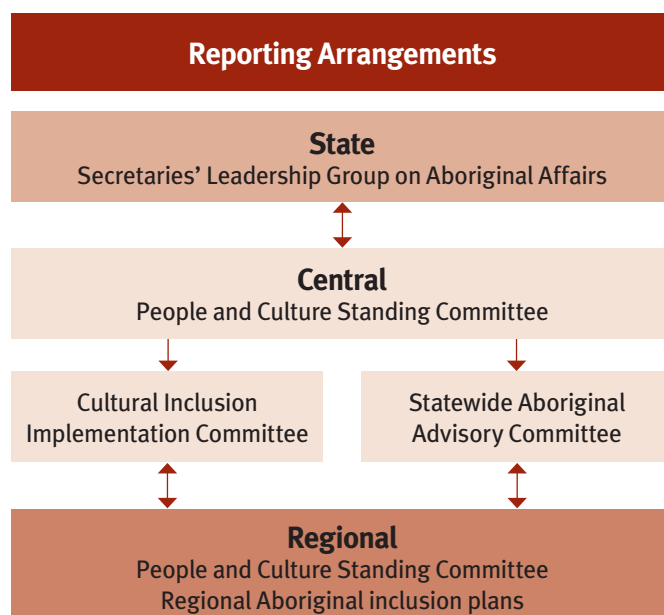 Reporting Arrangements
State
Secretaries’ Leadership Group on Aboriginal Affairs
Central
People and Culture Standing Committee
Cultural Inclusion
Implementation Committee
Statewide Aboriginal
Advisory Committee
Regional
People and Culture Standing Committee
Regional Aboriginal inclusion plans